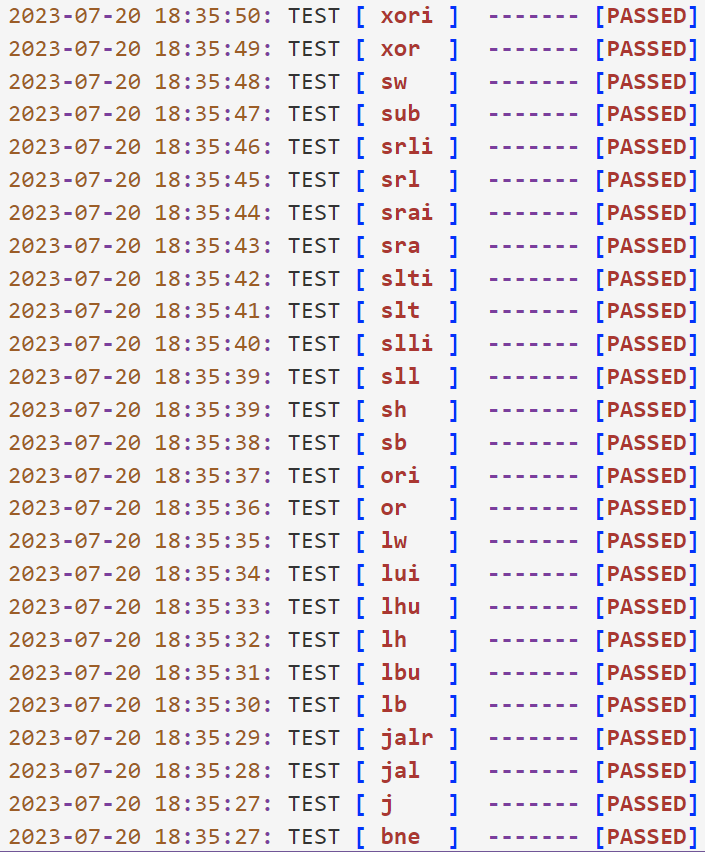 2023-07-20 18:35:50: TEST [ xori ]  ------- [PASSED]
2023-07-20 18:35:49: TEST [ xor  ]  ------- [PASSED]
2023-07-20 18:35:48: TEST [ sw   ]  ------- [PASSED]
2023-07-20 18:35:47: TEST [ sub  ]  ------- [PASSED]
2023-07-20 18:35:46: TEST [ srli ]  ------- [PASSED]
2023-07-20 18:35:45: TEST [ srl  ]  ------- [PASSED]
2023-07-20 18:35:44: TEST [ srai ]  ------- [PASSED]
2023-07-20 18:35:43: TEST [ sra  ]  ------- [PASSED]
2023-07-20 18:35:42: TEST [ slti ]  ------- [PASSED]
2023-07-20 18:35:41: TEST [ slt  ]  ------- [PASSED]
2023-07-20 18:35:40: TEST [ slli ]  ------- [PASSED]
2023-07-20 18:35:39: TEST [ sll  ]  ------- [PASSED]
2023-07-20 18:35:39: TEST [ sh   ]  ------- [PASSED]
2023-07-20 18:35:38: TEST [ sb   ]  ------- [PASSED]
2023-07-20 18:35:37: TEST [ ori  ]  ------- [PASSED]
2023-07-20 18:35:36: TEST [ or   ]  ------- [PASSED]
2023-07-20 18:35:35: TEST [ lw   ]  ------- [PASSED]
2023-07-20 18:35:34: TEST [ lui  ]  ------- [PASSED]
2023-07-20 18:35:33: TEST [ lhu  ]  ------- [PASSED]
2023-07-20 18:35:32: TEST [ lh   ]  ------- [PASSED]
2023-07-20 18:35:31: TEST [ lbu  ]  ------- [PASSED]
2023-07-20 18:35:30: TEST [ lb   ]  ------- [PASSED]
2023-07-20 18:35:29: TEST [ jalr ]  ------- [PASSED]
2023-07-20 18:35:28: TEST [ jal  ]  ------- [PASSED]
2023-07-20 18:35:27: TEST [ j    ]  ------- [PASSED]
2023-07-20 18:35:27: TEST [ bne  ]  ------- [PASSED]